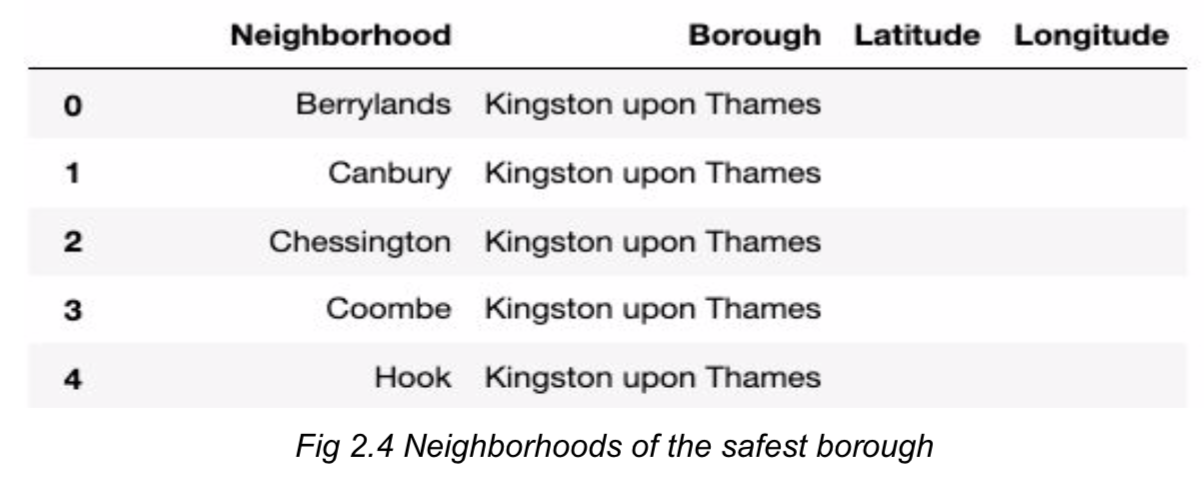 Neighborhood Borough Latitude Longitude
0 Berrylands Kingston upon Thames
1 Canbury Kingston upon Thames
2 Chessington Kingston upon Thames
3 Coombe Kingston upon Thames
4 Hook Kingston upon Thames
Fig 2.4 Neighborhoods of the safest borough